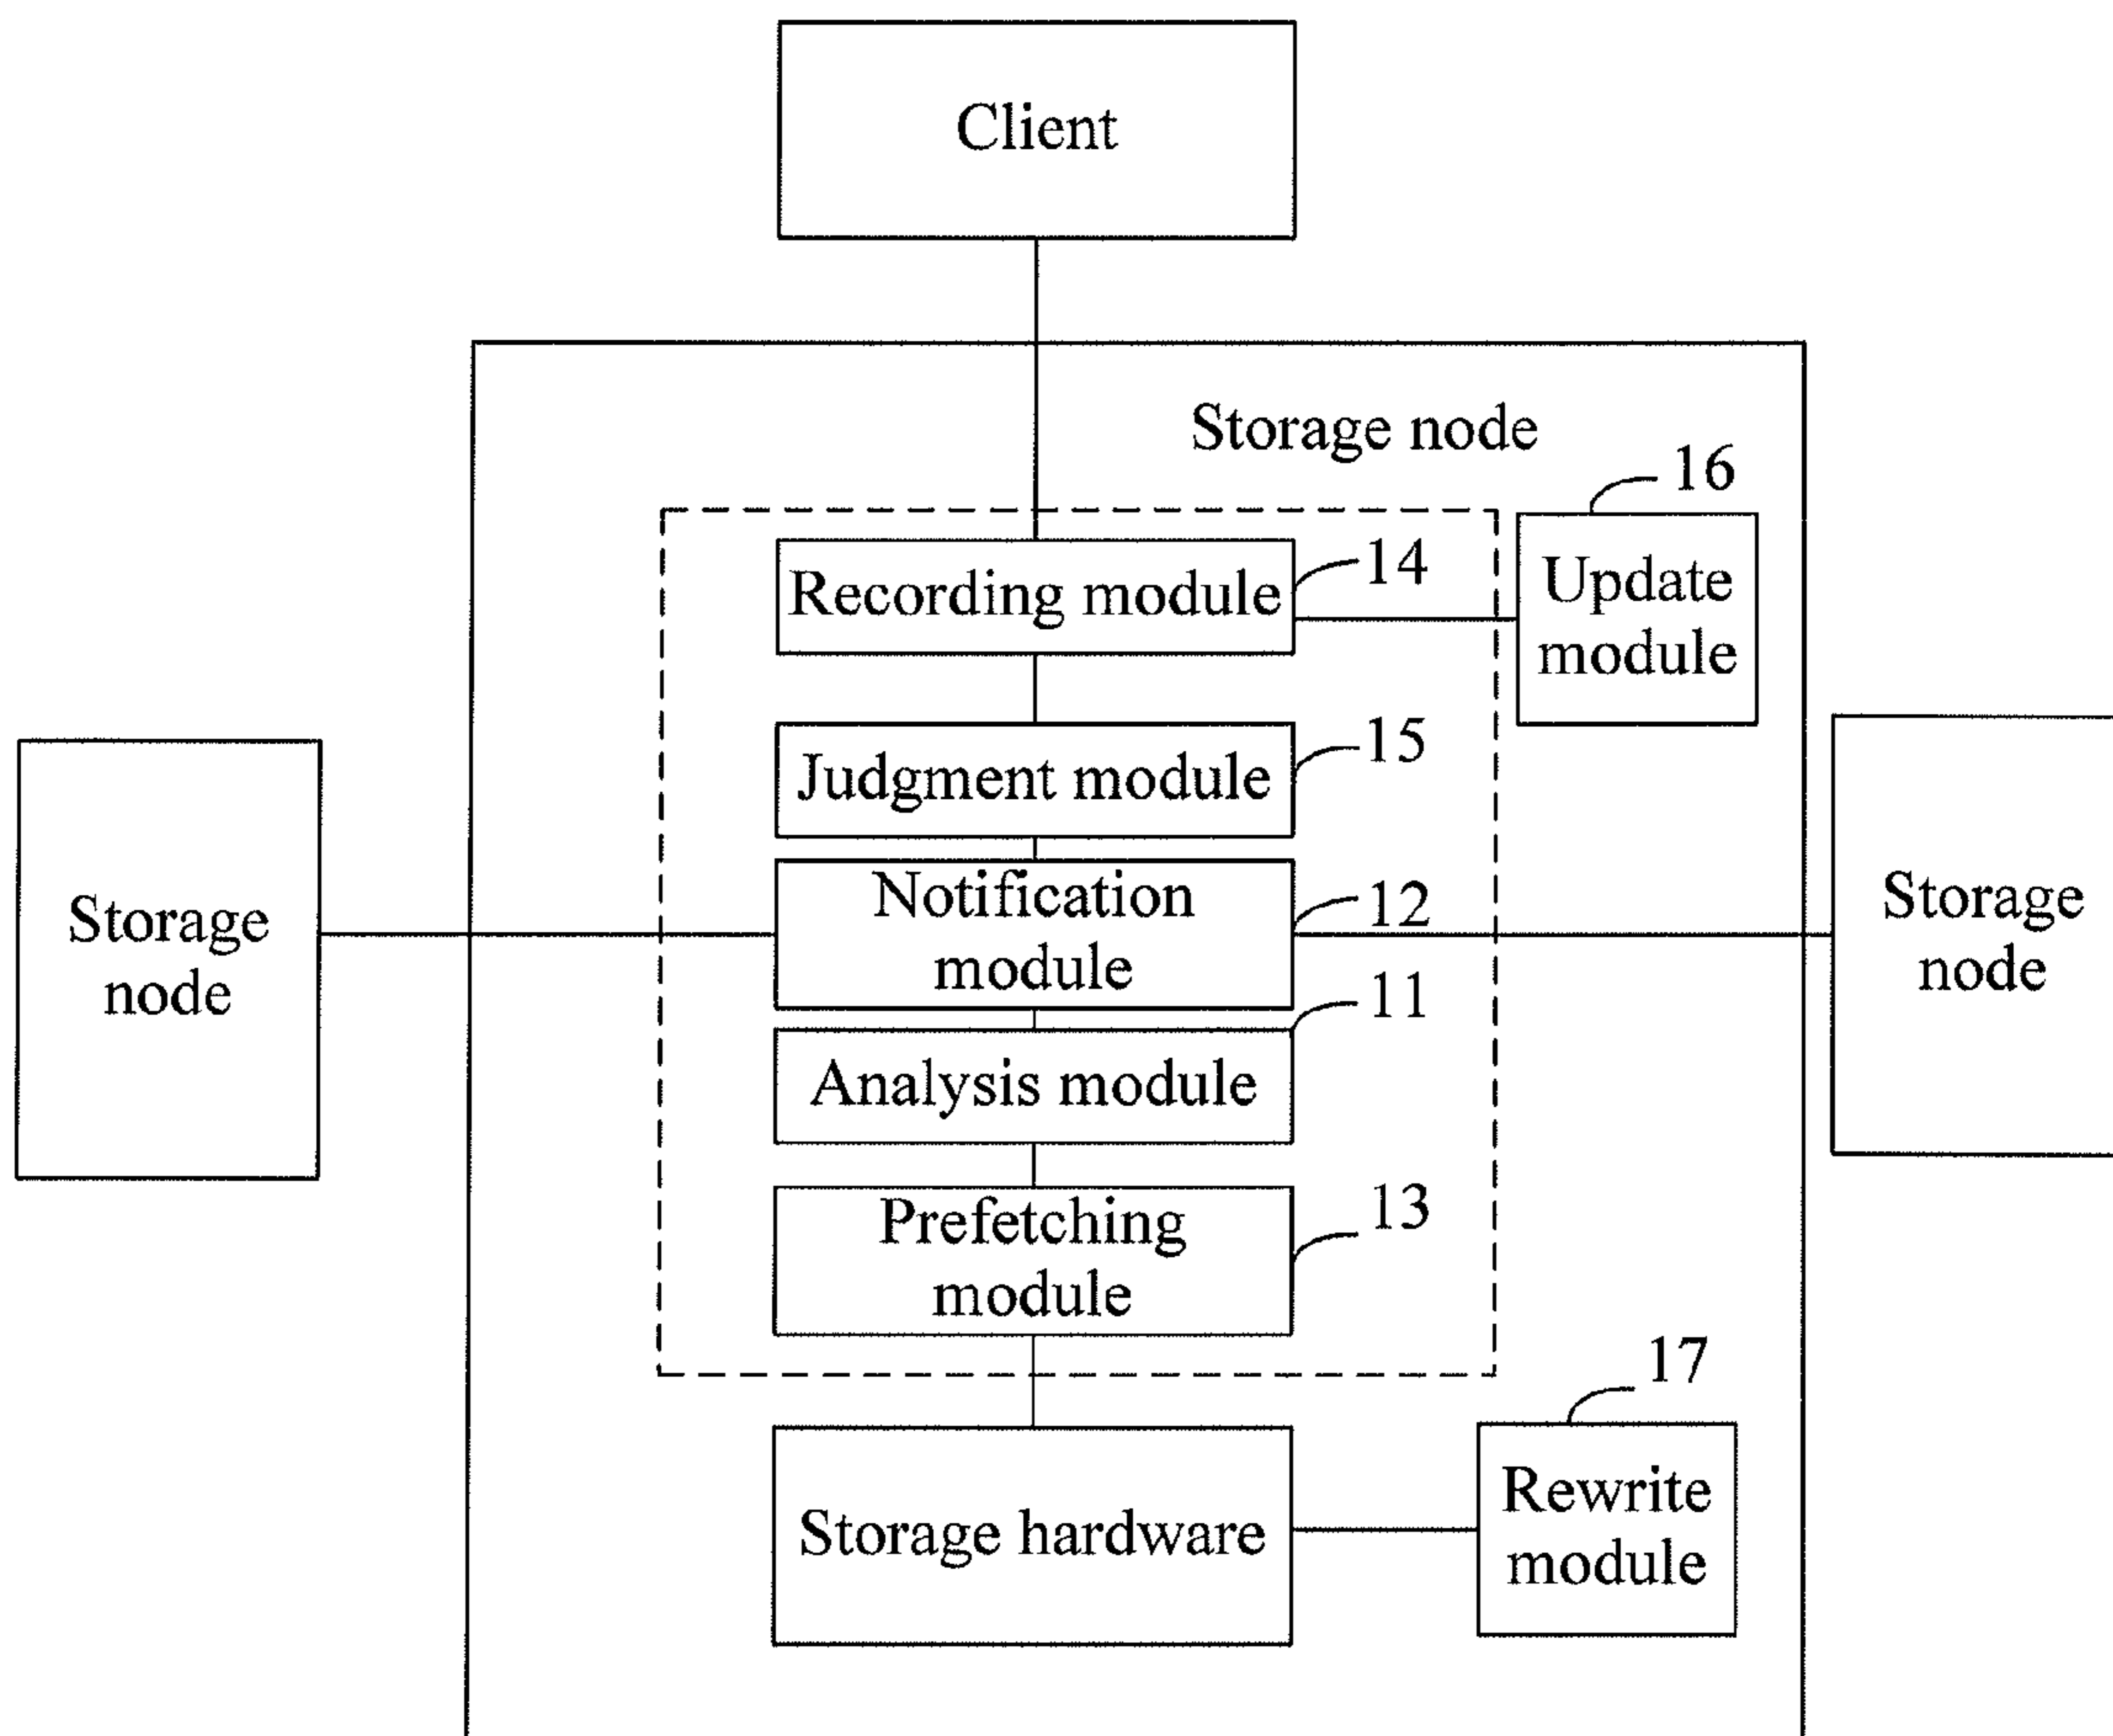 Client
Storage node
16
Recording module
14
Update
module
Judgment module
15
Storage
node
Notification
module
12
Storage
node
11
Analysis module
Prefetching
module
13
17
Storage hardware
Rewrite
module